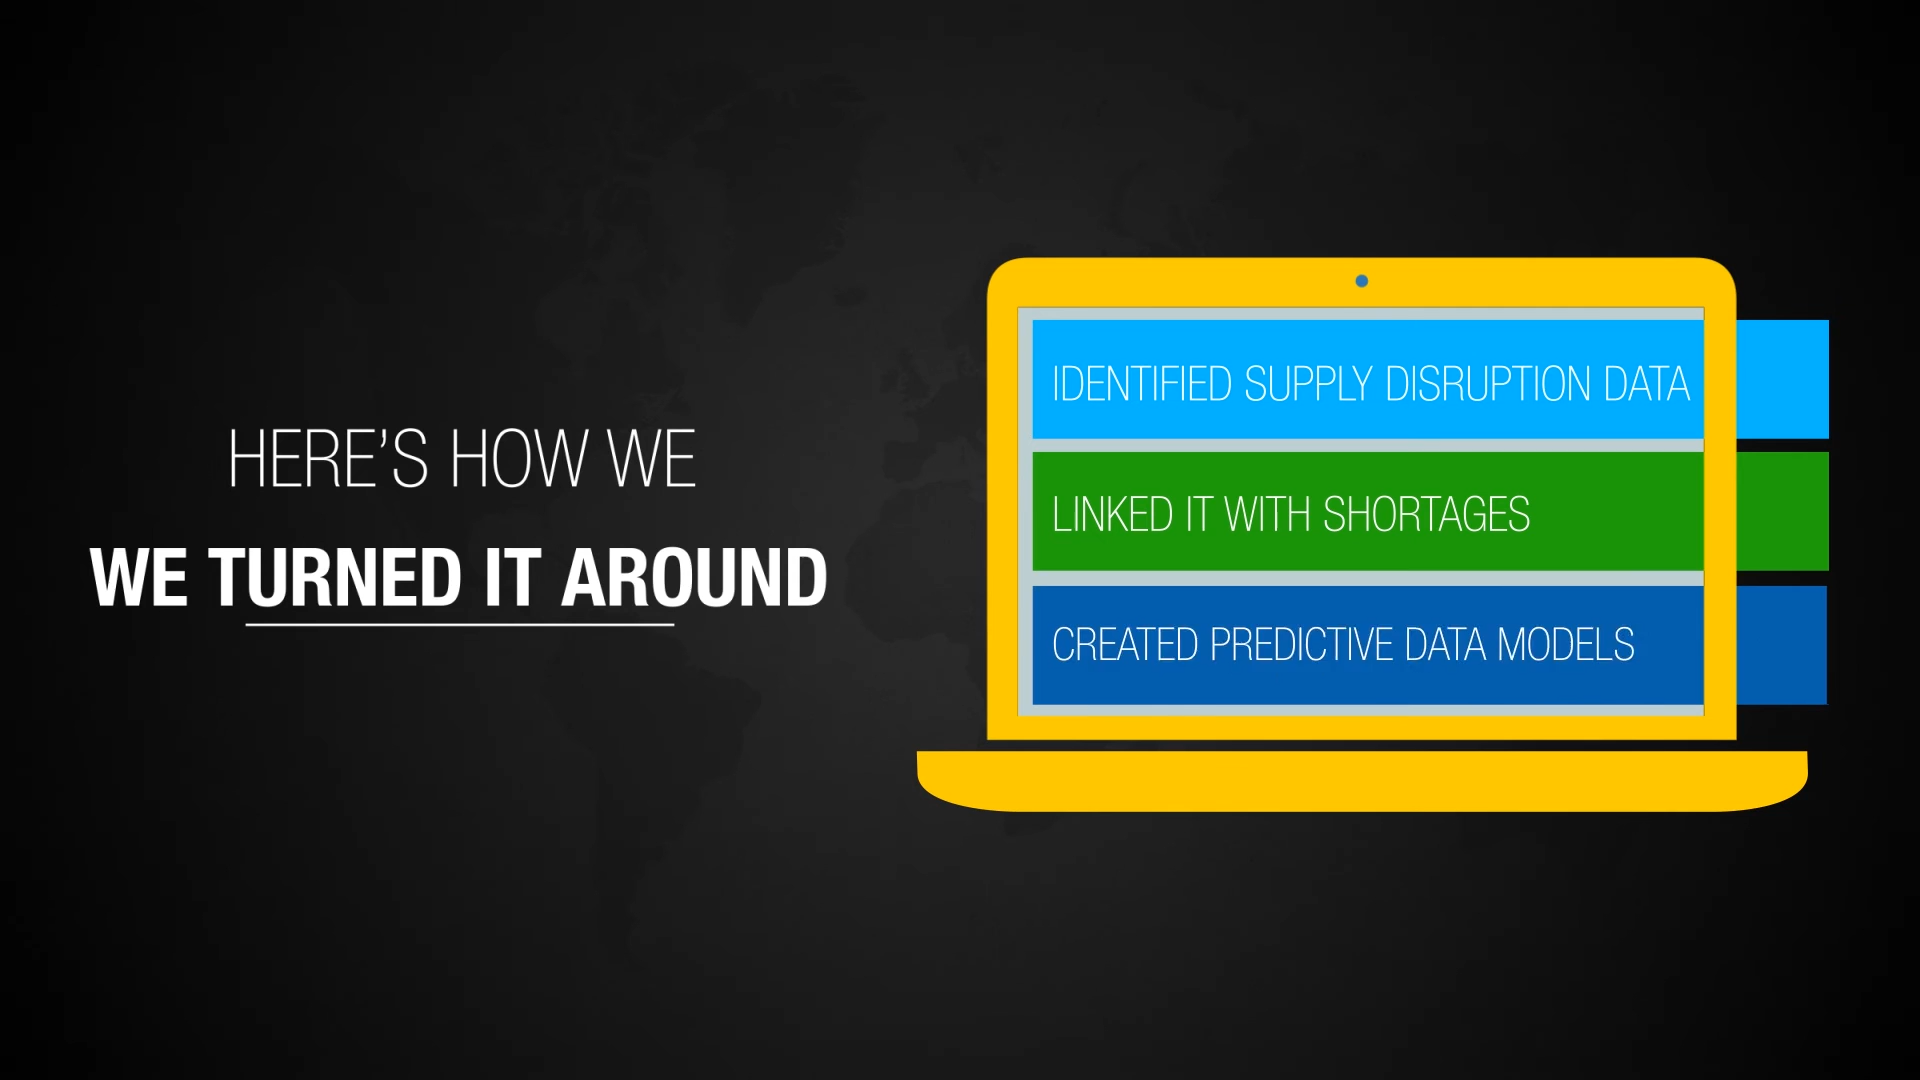 HERE’S HOW WE
WE TURNED IT AROUND
IDENTIFIED SUPPLY DISRUPTION DATA
LINKED IT WITH SHORTAGES
CREATED PREDICTIVE DATA MODELS